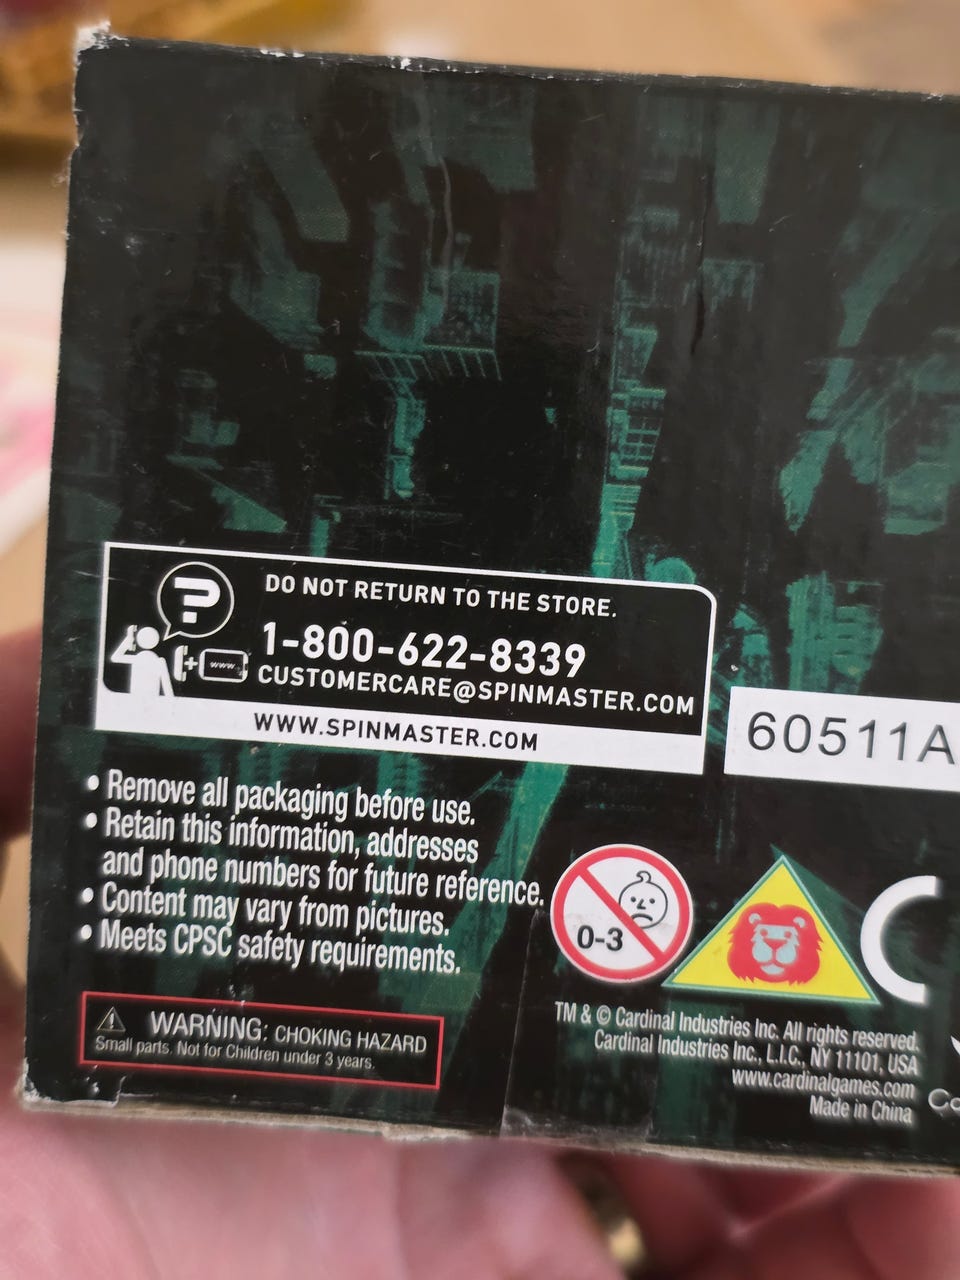 ?
DO NOT RETURN TO THE STORE.
1-800-622-8339
www.
CUSTOMERCARE@SPINMASTER.COM
WWW.SPINMASTER.COM
60511A
• Remove all packaging before use.
• Retain this information, addresses
and phone numbers for future reference.
• Content may vary from pictures.
• Meets CPSC safety requirements.
0-3
WARNING: CHOKING HAZARD
Small parts. Not for Children under 3 years.
TM & © Cardinal Industries Inc. All rights reserved.
Cardinal Industries Inc., L.I.C., NY 11101, USA
www.cardinalgames.com
Made in China